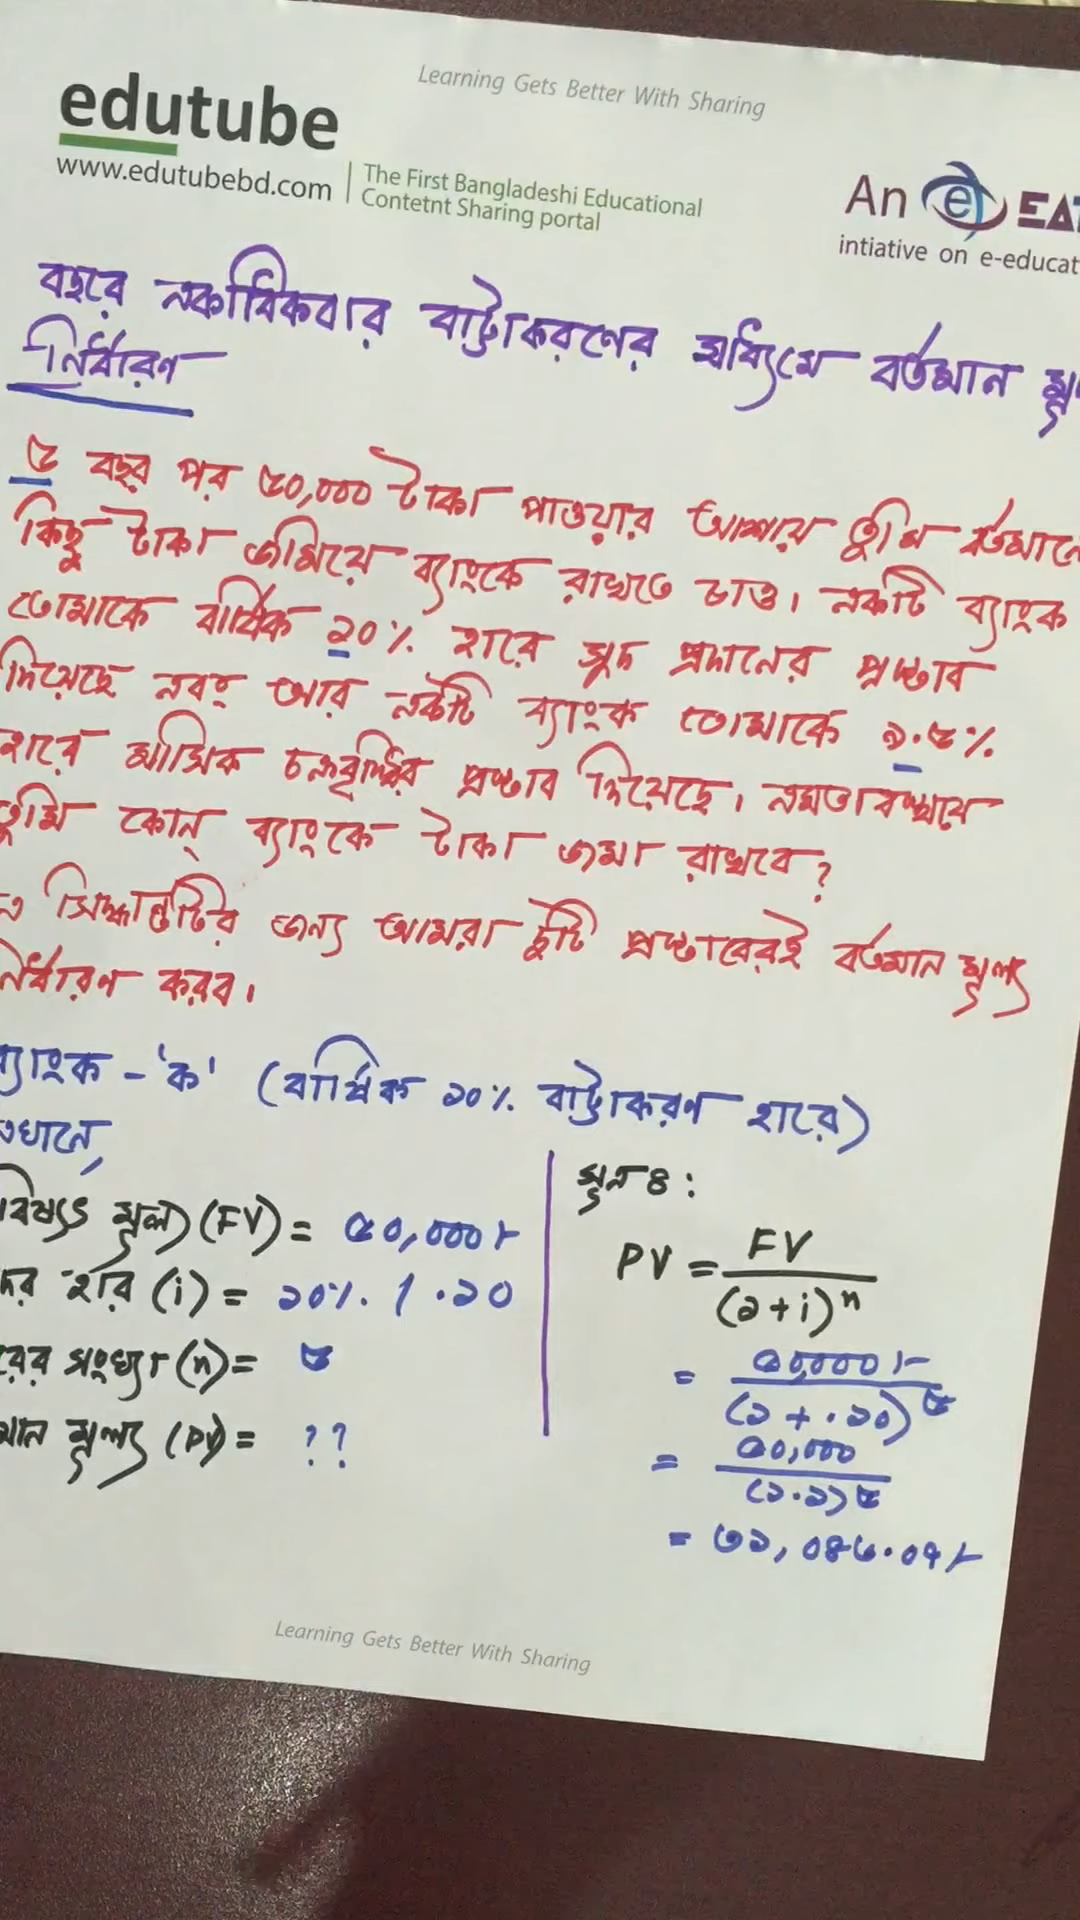 Learning Gets Better With Sharing
edutube
www.edutubebd.com
The First Bangladeshi Educational
Contetnt Sharing portal
An e
intiative on e-educat
বছরে একাধিকবার বাট্টাকরণের মাধ্যমে বর্তমান
নির্ধারণ
৫ বছর পর ৫০,০০০ টাকা পাওয়ার আশায় তুমি বর্তমানে
কিছু টাকা জমিয়ে ব্যাংকে রাখতে চাও। একটি ব্যাংক
তোমাকে বার্ষিক ১০% হারে সুদ প্রদানের প্রস্তাব
দিয়েছে এবং আর একটি ব্যাংক তোমাকে ৯.৫%
হারে মাসিক চক্রবৃদ্ধির প্রস্তাব দিয়েছে। এমতাবস্থায়
তুমি কোন্ ব্যাংকে টাকা জমা রাখবে?
এ সিদ্ধান্তটির জন্য আমরা দুটি প্রস্তাবেরই বর্তমান মূল্য
নির্ধারণ করব।
ব্যাংক - 'ক' (বার্ষিক ১০% বাট্টাকরণ হারে)
এখানে,
বিষ্যৎ মূল্য (FV) = ৫০,০০০৳
দের হার (i) = ১০% / .১০
রের সংখ্যা (n) = ৫
মান মূল্য (PV) = ??
সূত্র ৪ :
PV = FV / (১+i)ⁿ
= ৫০,০০০৳ / (১ + .১০)^৫
= ৫০,০০০ / (১.১)^৫
= ৩১,০৪৬.০৭৳
Learning Gets Better With Sharing